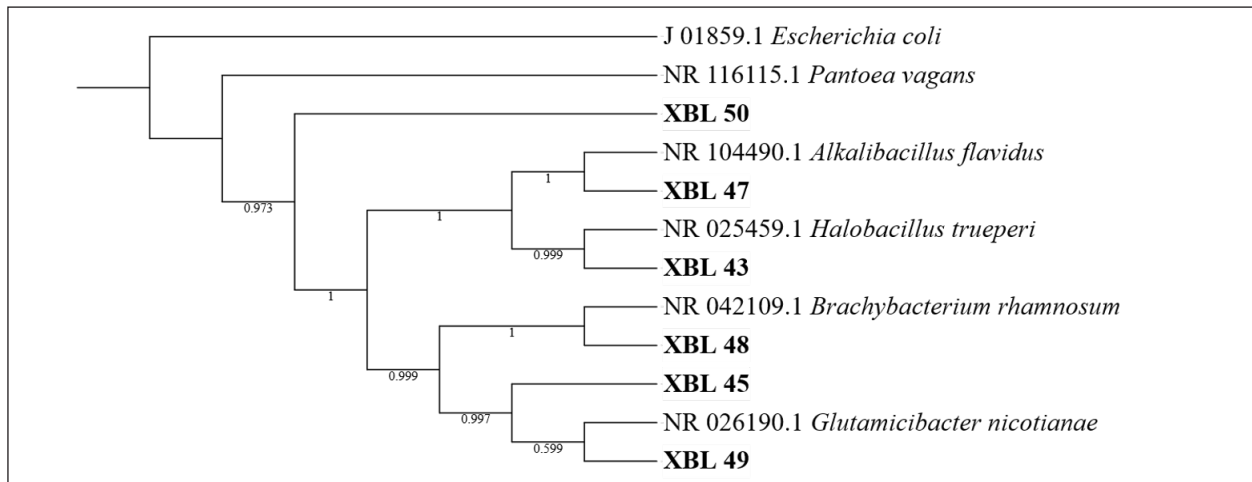 J 01859.1 Escherichia coli
NR 116115.1 Pantoea vagans
XBL 50
NR 104490.1 Alkalibacillus flavidus
1
XBL 47
0.973
1
NR 025459.1 Halobacillus trueperi
0.999
XBL 43
1
NR 042109.1 Brachybacterium rhamnosum
1
XBL 48
0.999
XBL 45
0.997
NR 026190.1 Glutamicibacter nicotianae
0.599
XBL 49